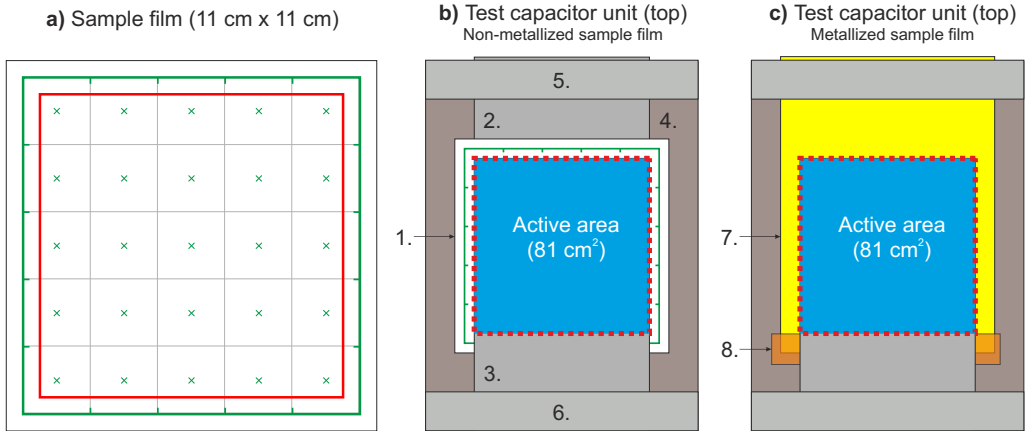 a) Sample film (11 cm x 11 cm)
b) Test capacitor unit (top)
Non-metallized sample film
5.
2.
4.
1.
Active area
(81 cm²)
3.
6.
c) Test capacitor unit (top)
Metallized sample film
7.
Active area
(81 cm²)
8.